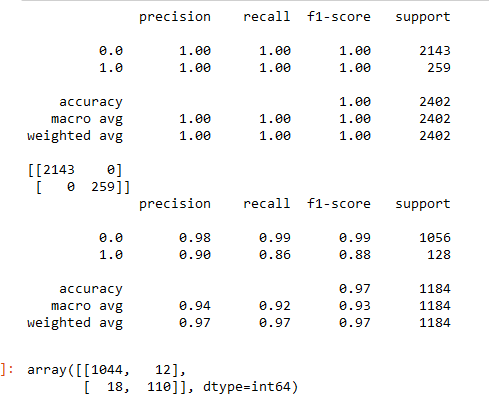 precision recall f1-score support
0.0 1.00 1.00 1.00 2143
1.0 1.00 1.00 1.00 259
accuracy 1.00 2402
macro avg 1.00 1.00 1.00 2402
weighted avg 1.00 1.00 1.00 2402
[[2143 0]
[ 0 259]]
precision recall f1-score support
0.0 0.98 0.99 0.99 1056
1.0 0.90 0.86 0.88 128
accuracy 0.97 1184
macro avg 0.94 0.92 0.93 1184
weighted avg 0.97 0.97 0.97 1184
]: array([[1044, 12],
[ 18, 110]], dtype=int64)